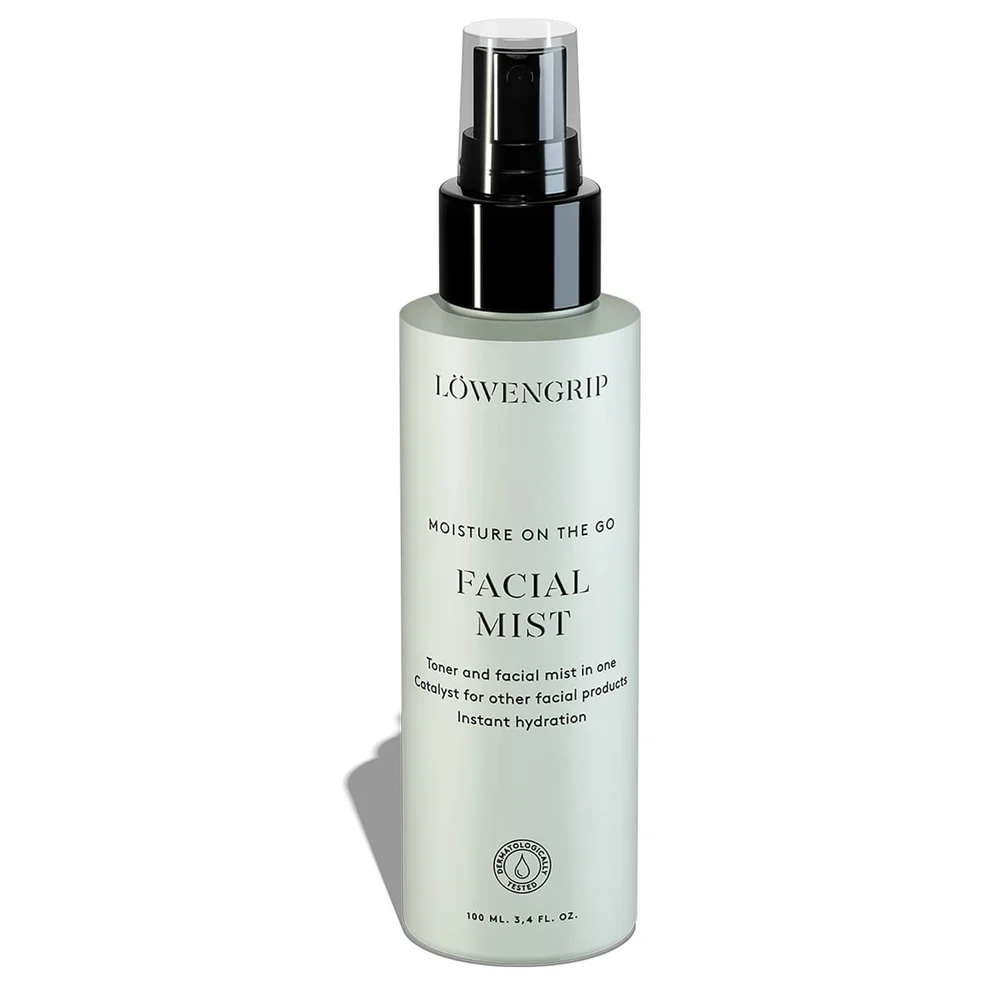 LÖWENGRIP
MOISTURE ON THE GO
FACIAL
MIST
Toner and facial mist in one
Catalyst for other facial products
Instant hydration
DERMATOLOGICALLY
TESTED
100 ML. 3,4 FL. OZ.